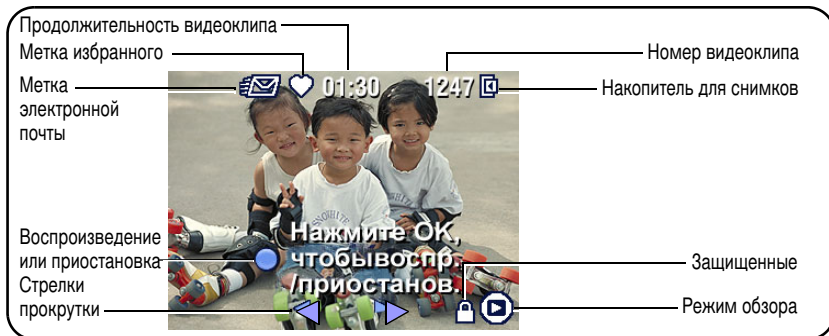 Продолжительность видеоклипа
Метка избранного
Номер видеоклипа
Метка
электронной
почты
01:30
1247
Накопитель для снимков
Воспроизведение
или приостановка
Нажмите OK,
чтобывоспр.
/приостанов.
Стрелки
прокрутки
Защищенные
Режим обзора